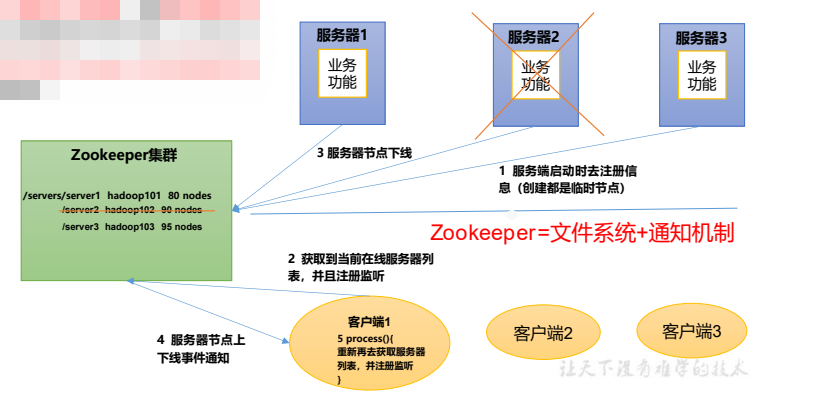 服务器1
业务
功能
服务器2
业务
功能
服务器3
业务
功能
3 服务器节点下线
Zookeeper集群
/servers/server1 hadoop101 80 nodes
/server2 hadoop102 90 nodes
/server3 hadoop103 95 nodes
1 服务端启动时去注册信
息（创建都是临时节点）
Zookeeper=文件系统+通知机制
2 获取到当前在线服务器列
表，并且注册监听
4 服务器节点上
下线事件通知
客户端1
5 process(){
重新再去获取服务器
列表，并注册监听
}
客户端2
客户端3
让天下没有难学的技术